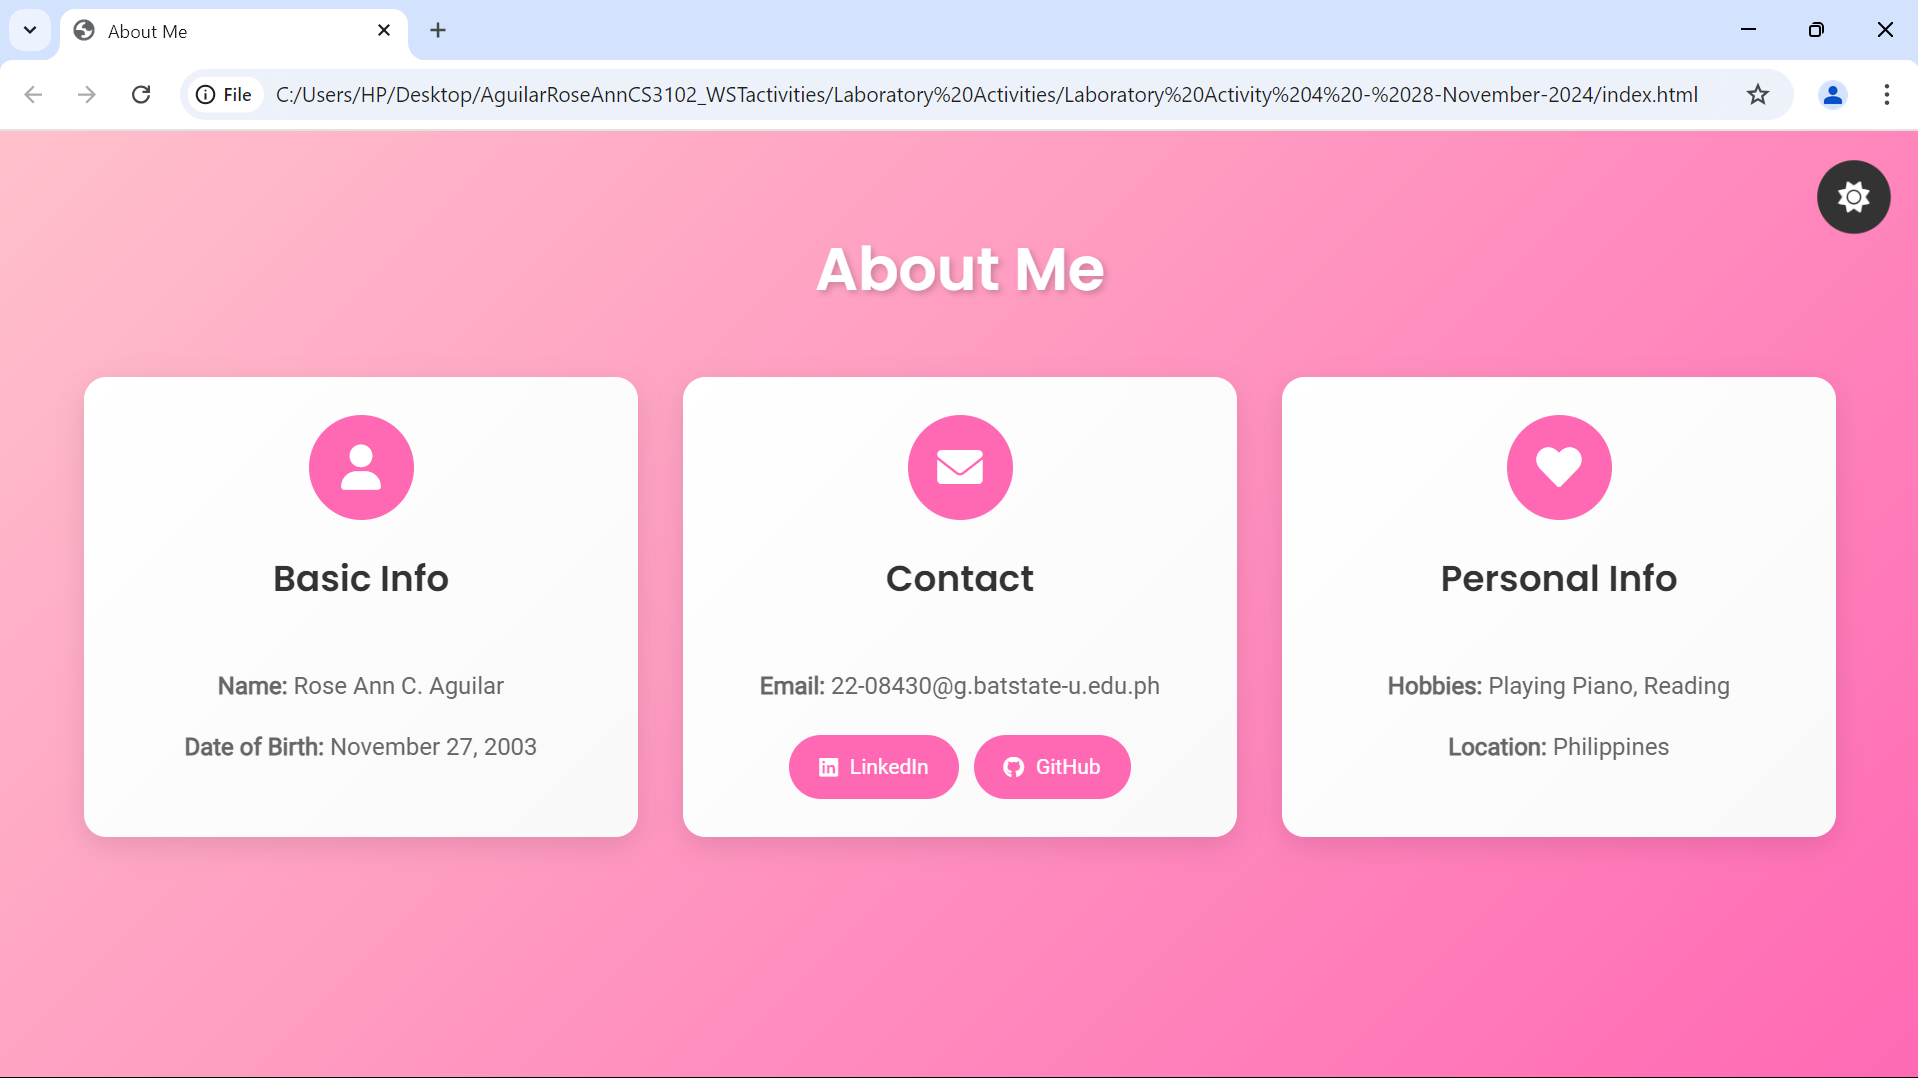 About Me
File
C:/Users/HP/Desktop/AguilarRoseAnnCS3102_WSTactivities/Laboratory%20Activities/Laboratory%20Activity%204%20-%2028-November-2024/index.html
About Me
Basic Info
Name: Rose Ann C. Aguilar
Date of Birth: November 27, 2003
Contact
Email: 22-08430@g.batstate-u.edu.ph
LinkedIn
GitHub
Personal Info
Hobbies: Playing Piano, Reading
Location: Philippines